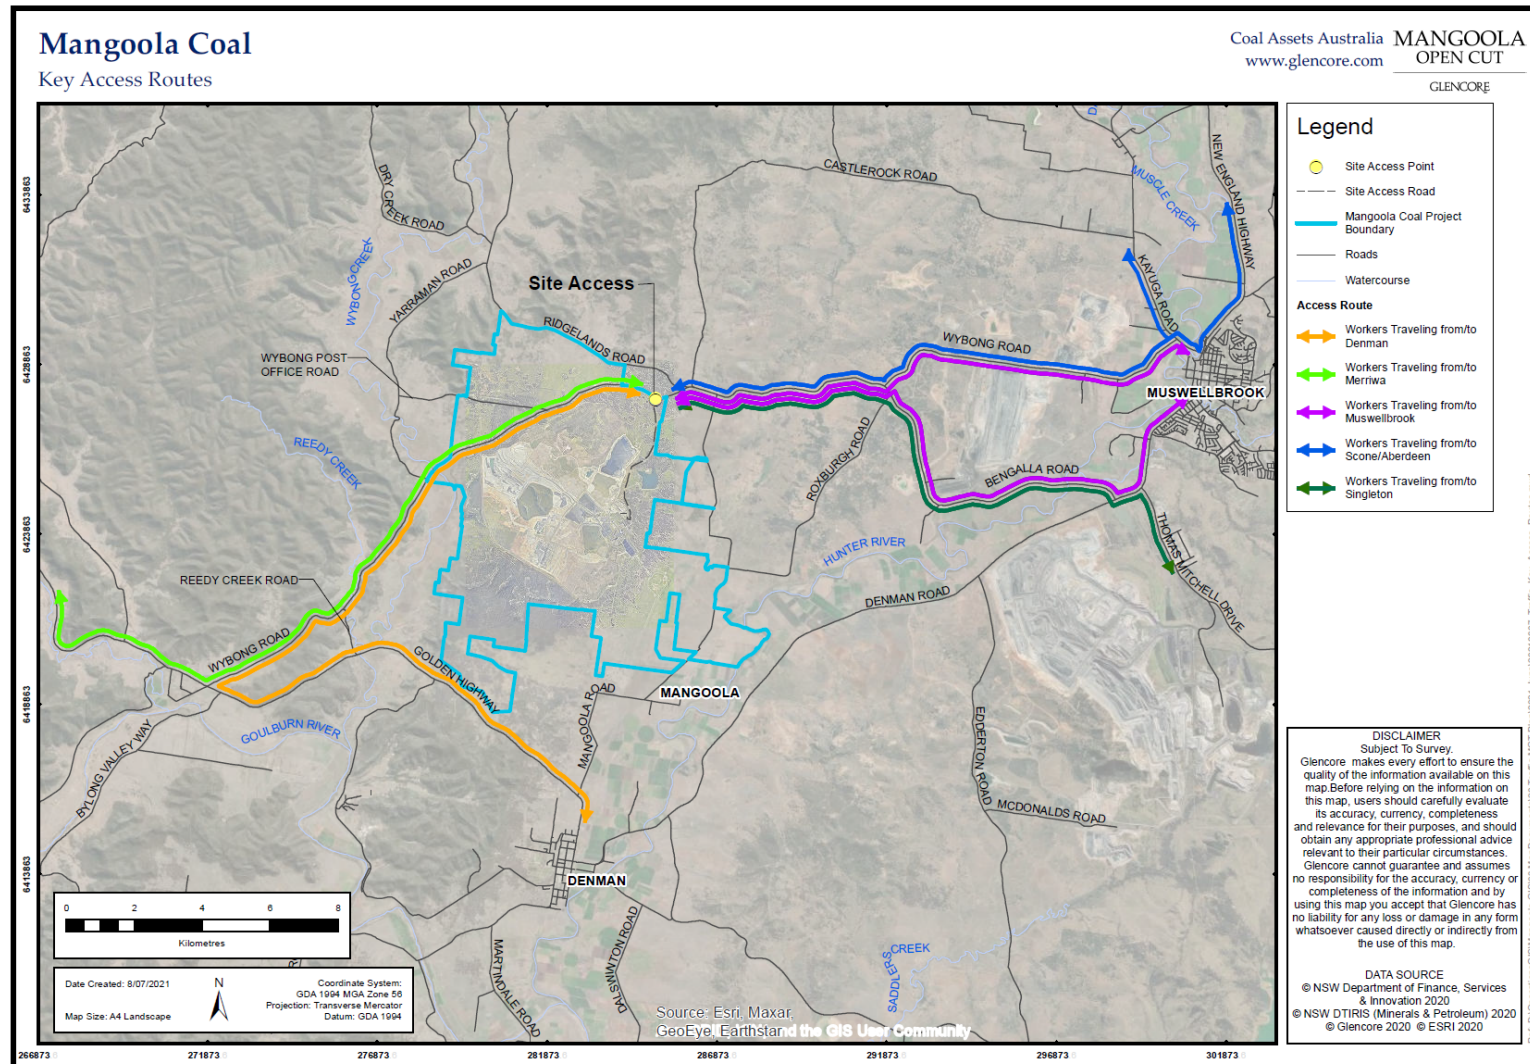 Mangoola Coal
Key Access Routes
Coal Assets Australia
www.glencore.com
MANGOOLA
OPEN CUT
GLENCORE
Legend
Site Access Point
Site Access Road
Mangoola Coal Project
Boundary
Roads
Watercourse
Access Route
Workers Traveling from/to
Denman
Workers Traveling from/to
Merriwa
Workers Traveling from/to
Muswellbrook
Workers Traveling from/to
Scone/Aberdeen
Workers Traveling from/to
Singleton
CASTLEROCK ROAD
MUSCLE CREEK
NEW ENGLAND HIGHWAY
DRY CREEK ROAD
WYBONG CREEK
YARRAMAN ROAD
Site Access
KAYUGA ROAD
RIDGELANDS ROAD
WYBONG ROAD
WYBONG POST
OFFICE ROAD
MUSWELLBROOK
REEDY CREEK
ROXBURGH ROAD
BENGALLA ROAD
HUNTER RIVER
THOMAS MITCHELL DRIVE
REEDY CREEK ROAD
DENMAN ROAD
WYBONG ROAD
GOLDEN HIGHWAY
MANGOOLA
MANGOOLA ROAD
GOULBURN RIVER
BYLONG VALLEY WAY
EDDERTON ROAD
MCDONALDS ROAD
DENMAN
MARTINDALE ROAD
DALSWINTON ROAD
SADDLERS CREEK
6433863
6428863
6423863
6418863
6413863
0 2 4 6 8
Kilometres
Date Created: 8/07/2021
Map Size: A4 Landscape
N
Coordinate System:
GDA 1994 MGA Zone 56
Projection: Transverse Mercator
Datum: GDA 1994
Source: Esri, Maxar,
GeoEye, Earthstar
nd the GIS User Community
266873
271873
276873
281873
286873
291873
296873
301873
DISCLAIMER
Subject To Survey.
Glencore makes every effort to ensure the
quality of the information available on this
map.Before relying on the information on
this map, users should carefully evaluate
its accuracy, currency, completeness
and relevance for their purposes, and should
obtain any appropriate professional advice
relevant to their particular circumstances.
Glencore cannot guarantee and assumes
no responsibility for the accuracy, currency or
completeness of the information and by
using this map you accept that Glencore has
no liability for any loss or damage in any form
whatsoever caused directly or indirectly from
the use of this map.
DATA SOURCE
© NSW Department of Finance, Services
& Innovation 2020
© NSW DTIRIS (Minerals & Petroleum) 2020
© Glencore 2020 © ESRI 2020